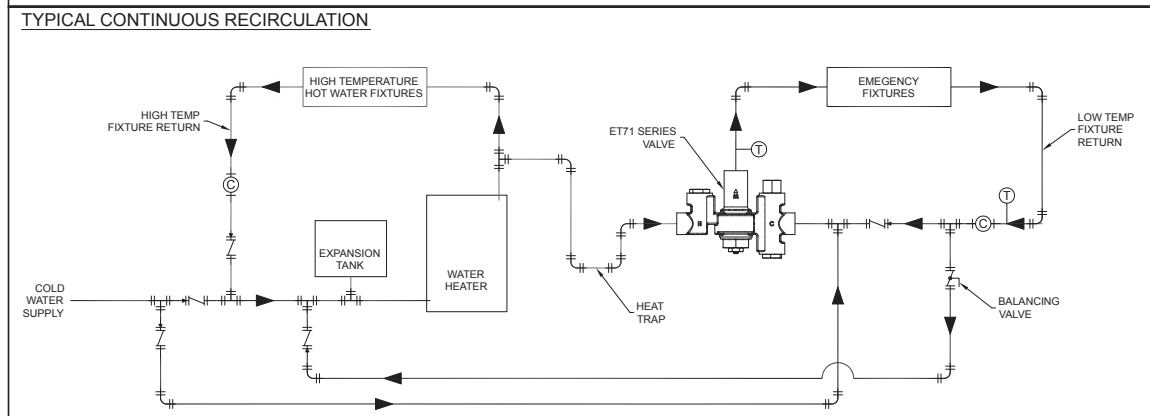 TYPICAL CONTINUOUS RECIRCULATION
HIGH TEMPERATURE
HOT WATER FIXTURES
EMEGENCY
FIXTURES
HIGH TEMP
FIXTURE RETURN
ET71 SERIES
VALVE
T
LOW TEMP
FIXTURE
RETURN
C
T
H
C
C
EXPANSION
TANK
WATER
HEATER
COLD
WATER
SUPPLY
HEAT
TRAP
BALANCING
VALVE